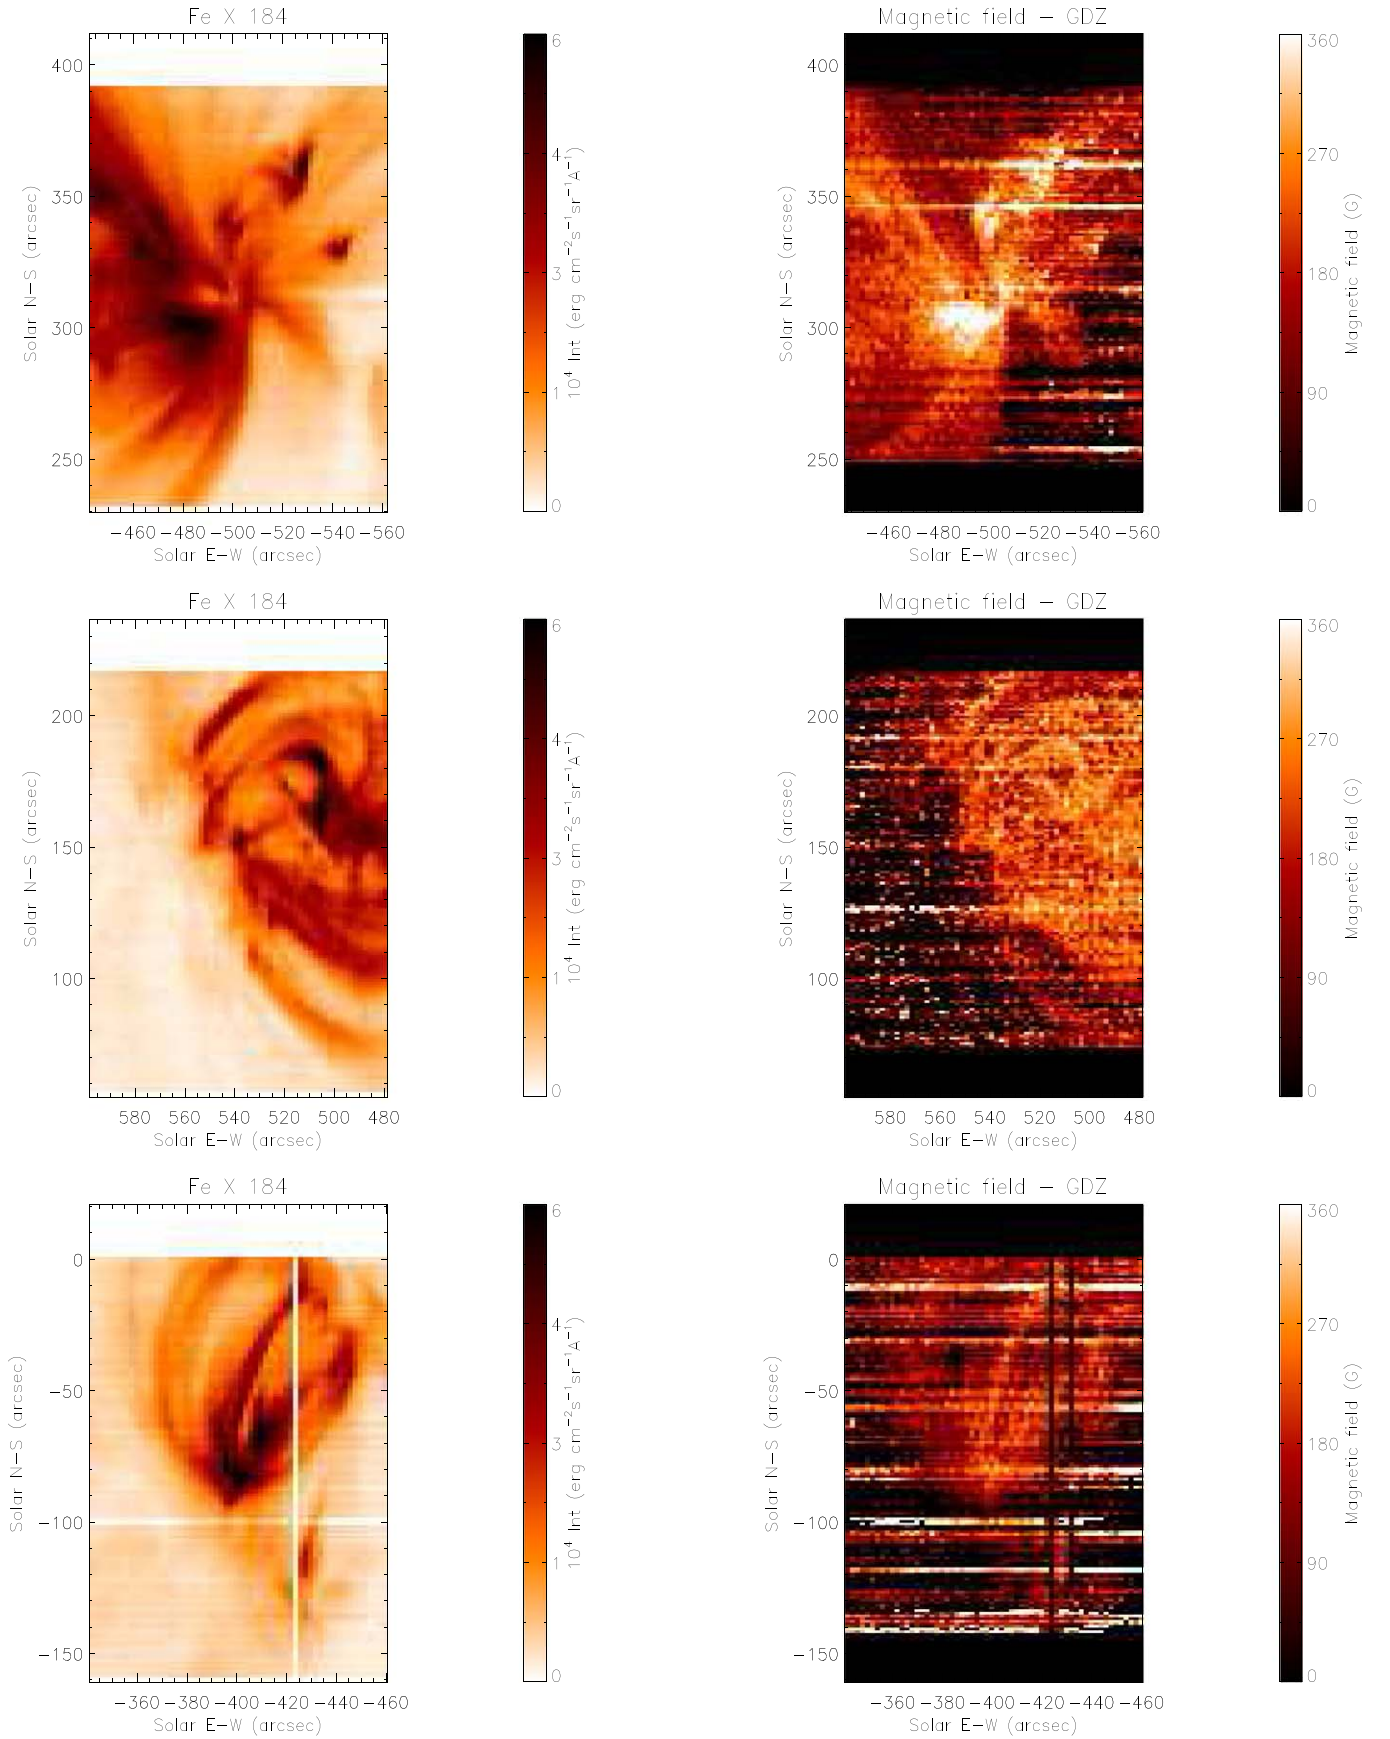 Fe X 184
Magnetic field − GDZ
400
350
300
250
Solar N−S (arcsec)
−460 −480 −500 −520 −540 −560
Solar E−W (arcsec)
6
4
3
1
0
10⁴ Int (erg cm⁻²s⁻¹sr⁻¹A⁻¹)
400
350
300
250
Solar N−S (arcsec)
−460 −480 −500 −520 −540 −560
Solar E−W (arcsec)
360
270
180
90
0
Magnetic field (G)
Fe X 184
Magnetic field − GDZ
200
150
100
Solar N−S (arcsec)
580 560 540 520 500 480
Solar E−W (arcsec)
6
4
3
1
0
10⁴ Int (erg cm⁻²s⁻¹sr⁻¹A⁻¹)
200
150
100
Solar N−S (arcsec)
580 560 540 520 500 480
Solar E−W (arcsec)
360
270
180
90
0
Magnetic field (G)
Fe X 184
Magnetic field − GDZ
0
−50
−100
−150
Solar N−S (arcsec)
−360 −380 −400 −420 −440 −460
Solar E−W (arcsec)
6
4
3
1
0
10⁴ Int (erg cm⁻²s⁻¹sr⁻¹A⁻¹)
0
−50
−100
−150
Solar N−S (arcsec)
−360 −380 −400 −420 −440 −460
Solar E−W (arcsec)
360
270
180
90
0
Magnetic field (G)